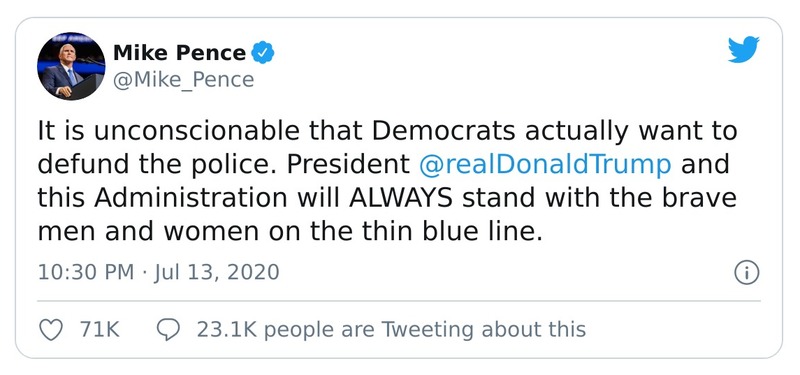 Mike Pence
@Mike_Pence
It is unconscionable that Democrats actually want to
defund the police. President @realDonaldTrump and
this Administration will ALWAYS stand with the brave
men and women on the thin blue line.
10:30 PM · Jul 13, 2020
71K 23.1K people are Tweeting about this